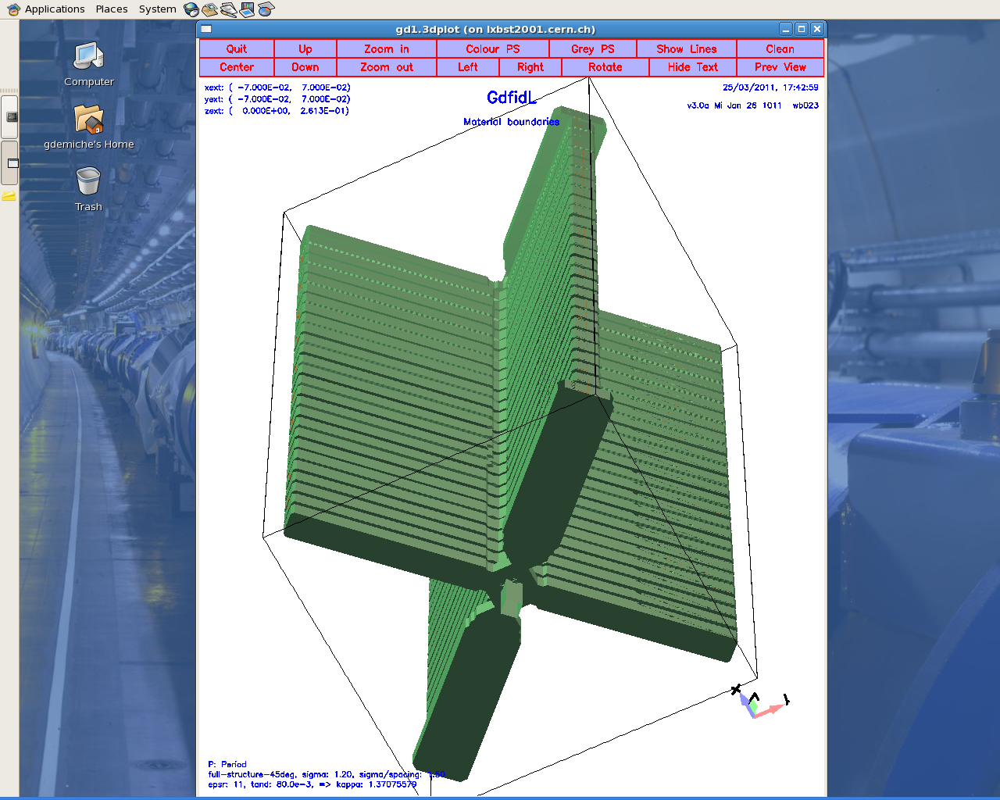 Applications Places System
gd1.3dplot (on lxbst2001.cern.ch)
Quit Up Zoom in Colour PS Grey PS Show Lines Clean
Center Down Zoom out Left Right Rotate Hide Text Prev View
xext: ( -7.000E-02, 7.000E-02)
yext: ( -7.000E-02, 7.000E-02)
zext: ( 0.000E+00, 2.613E-01)
GdfidL
Material boundaries
25/03/2011, 17:42:59
v3.0a Mi Jan 26 1011 wb023
Computer
gdemiche's Home
Trash
P: Period
full-structure-45deg, sigma: 1.20, sigma/spacing: 1.50
epsr: 11, tand: 80.0e-3, => kappa: 1.37075579